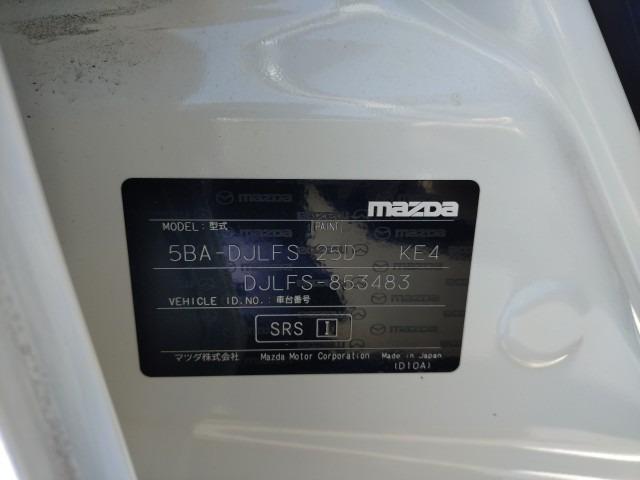 mazda
MODEL:型式 PAINT
5BA-DJLFS 25D KE4
DJLFS-853483
VEHICLE ID.NO.:車台番号
SRS I
マツダ株式会社 Mazda Motor Corporation Made in Japan
(D10A)